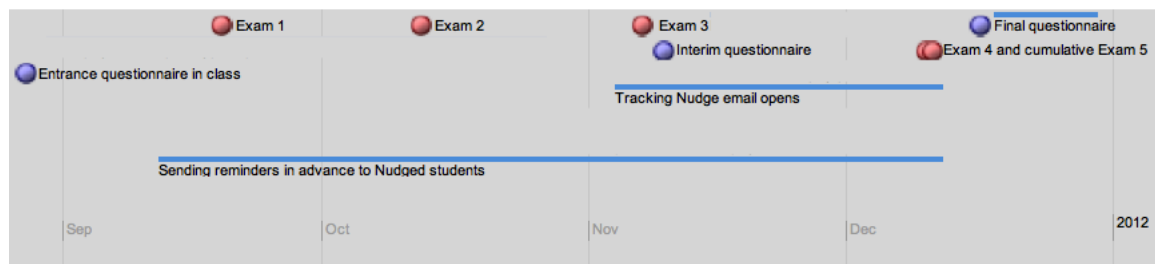 Exam 1
Exam 2
Exam 3
Final questionnaire
Interim questionnaire
Exam 4 and cumulative Exam 5
Entrance questionnaire in class
Tracking Nudge email opens
Sending reminders in advance to Nudged students
Sep
Oct
Nov
Dec
2012